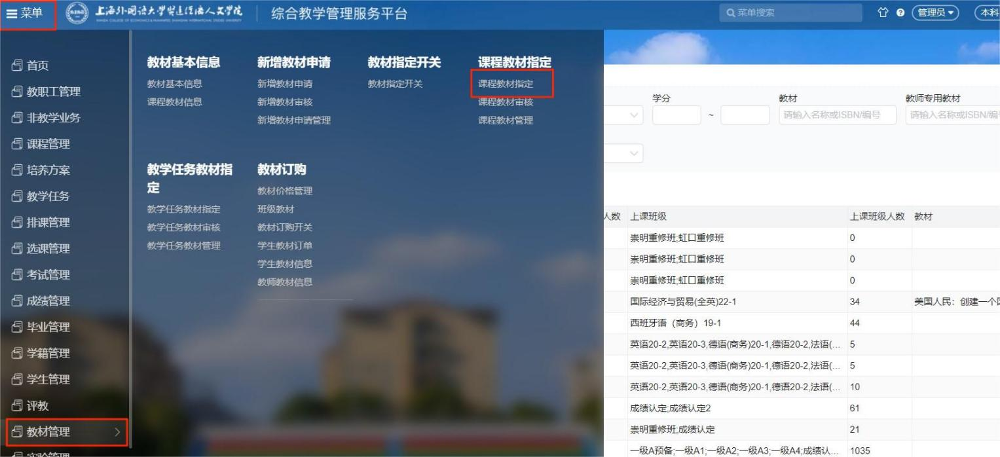 菜单
上海外国语大学贤达经济人文学院
综合教学管理服务平台
菜单搜索
管理员
本科
首页
教职工管理
非教学业务
课程管理
培养方案
教学任务
排课管理
选课管理
考试管理
成绩管理
毕业管理
学籍管理
学生管理
评教
教材管理
实验管理
教材基本信息
教材基本信息
课程教材信息
新增教材申请
新增教材申请
新增教材审核
新增教材申请管理
教材指定开关
教材指定开关
课程教材指定
课程教材指定
课程教材审核
课程教材管理
教学任务教材指
定
教学任务教材指定
教学任务教材审核
教学任务教材管理
教材订购
教材价格管理
班级教材
教材订购开关
学生教材订单
学生教材信息
教师教材信息
学分
教材
教师专用教材
~
请输入名称或ISBN/编号
请输入名称或ISBN/编
人数 上课班级 上课班级人数 教材
崇明重修班;虹口重修班 0
崇明重修班;虹口重修班 0
崇明重修班;虹口重修班 0
国际经济与贸易(全英)22-1 34 美国人民：创建一个
西班牙语（商务）19-1 44
英语20-2,英语20-3,德语(商务)20-1,德语20-2,法语(... 5
英语20-2,英语20-3,德语(商务)20-1,德语20-2,法语(... 5
英语20-2,英语20-3,德语(商务)20-1,德语20-2,法语(... 10
成绩认定;成绩认定2 61
崇明重修班;成绩认定 21
一级A预备;一级A1;一级A2;一级A3;一级A4;成绩认... 1035